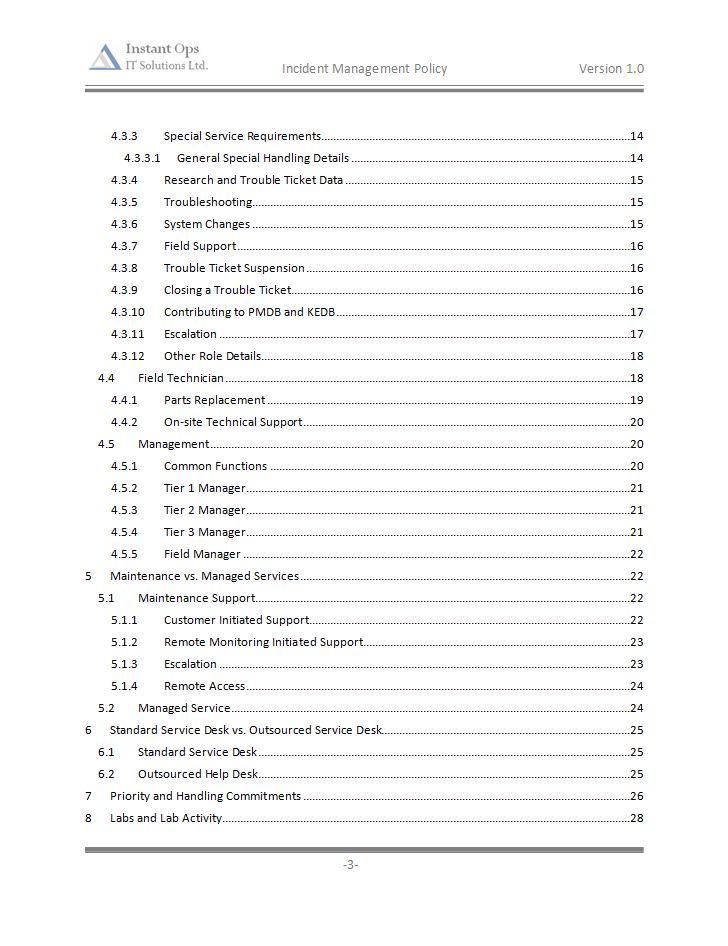 Instant Ops
IT Solutions Ltd.
Incident Management Policy Version 1.0
4.3.3 Special Service Requirements 14
4.3.3.1 General Special Handling Details 14
4.3.4 Research and Trouble Ticket Data 15
4.3.5 Troubleshooting 15
4.3.6 System Changes 15
4.3.7 Field Support 16
4.3.8 Trouble Ticket Suspension 16
4.3.9 Closing a Trouble Ticket 16
4.3.10 Contributing to PMDB and KEDB 17
4.3.11 Escalation 17
4.3.12 Other Role Details 18
4.4 Field Technician 18
4.4.1 Parts Replacement 19
4.4.2 On-site Technical Support 20
4.5 Management 20
4.5.1 Common Functions 20
4.5.2 Tier 1 Manager 21
4.5.3 Tier 2 Manager 21
4.5.4 Tier 3 Manager 21
4.5.5 Field Manager 22
5 Maintenance vs. Managed Services 22
5.1 Maintenance Support 22
5.1.1 Customer Initiated Support 22
5.1.2 Remote Monitoring Initiated Support 23
5.1.3 Escalation 23
5.1.4 Remote Access 24
5.2 Managed Service 24
6 Standard Service Desk vs. Outsourced Service Desk 25
6.1 Standard Service Desk 25
6.2 Outsourced Help Desk 25
7 Priority and Handling Commitments 26
8 Labs and Lab Activity 28
-3-